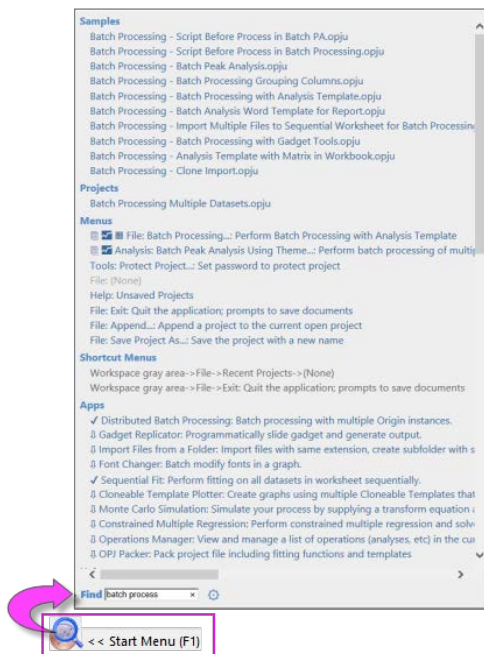 Samples
Batch Processing - Script Before Process in Batch PA.opju
Batch Processing - Script Before Process in Batch Processing.opju
Batch Processing - Batch Peak Analysis.opju
Batch Processing - Batch Processing Grouping Columns.opju
Batch Processing - Batch Processing with Analysis Template.opju
Batch Processing - Batch Analysis Word Template for Report.opju
Batch Processing - Import Multiple Files to Sequential Worksheet for Batch Processin
Batch Processing - Batch Processing with Gadget Tools.opju
Batch Processing - Analysis Template with Matrix in Workbook.opju
Batch Processing - Clone Import.opju
Projects
Batch Processing Multiple Datasets.opju
Menus
File: Batch Processing...: Perform Batch Processing with Analysis Template
Analysis: Batch Peak Analysis Using Theme...: Perform batch processing of multip
Tools: Protect Project...: Set password to protect project
File: (None)
Help: Unsaved Projects
File: Exit: Quit the application; prompts to save documents
File: Append...: Append a project to the current open project
File: Save Project As...: Save the project with a new name
Shortcut Menus
Workspace gray area->File->Recent Projects->(None)
Workspace gray area->File->Exit: Quit the application; prompts to save documents
Apps
✓ Distributed Batch Processing: Batch processing with multiple Origin instances.
⇩ Gadget Replicator: Programmatically slide gadget and generate output.
⇩ Import Files from a Folder: Import files with same extension, create subfolder with s
⇩ Font Changer: Batch modify fonts in a graph.
✓ Sequential Fit: Perform fitting on all datasets in worksheet sequentially.
⇩ Cloneable Template Plotter: Create graphs using multiple Cloneable Templates that
⇩ Monte Carlo Simulation: Simulate your process by supplying a transform equation
⇩ Constrained Multiple Regression: Perform constrained multiple regression and solv
⇩ Operations Manager: View and manage a list of operations (analyses, etc) in the cur
⇩ OPJ Packer: Pack project file including fitting functions and templates
Find batch process ×
<< Start Menu (F1)